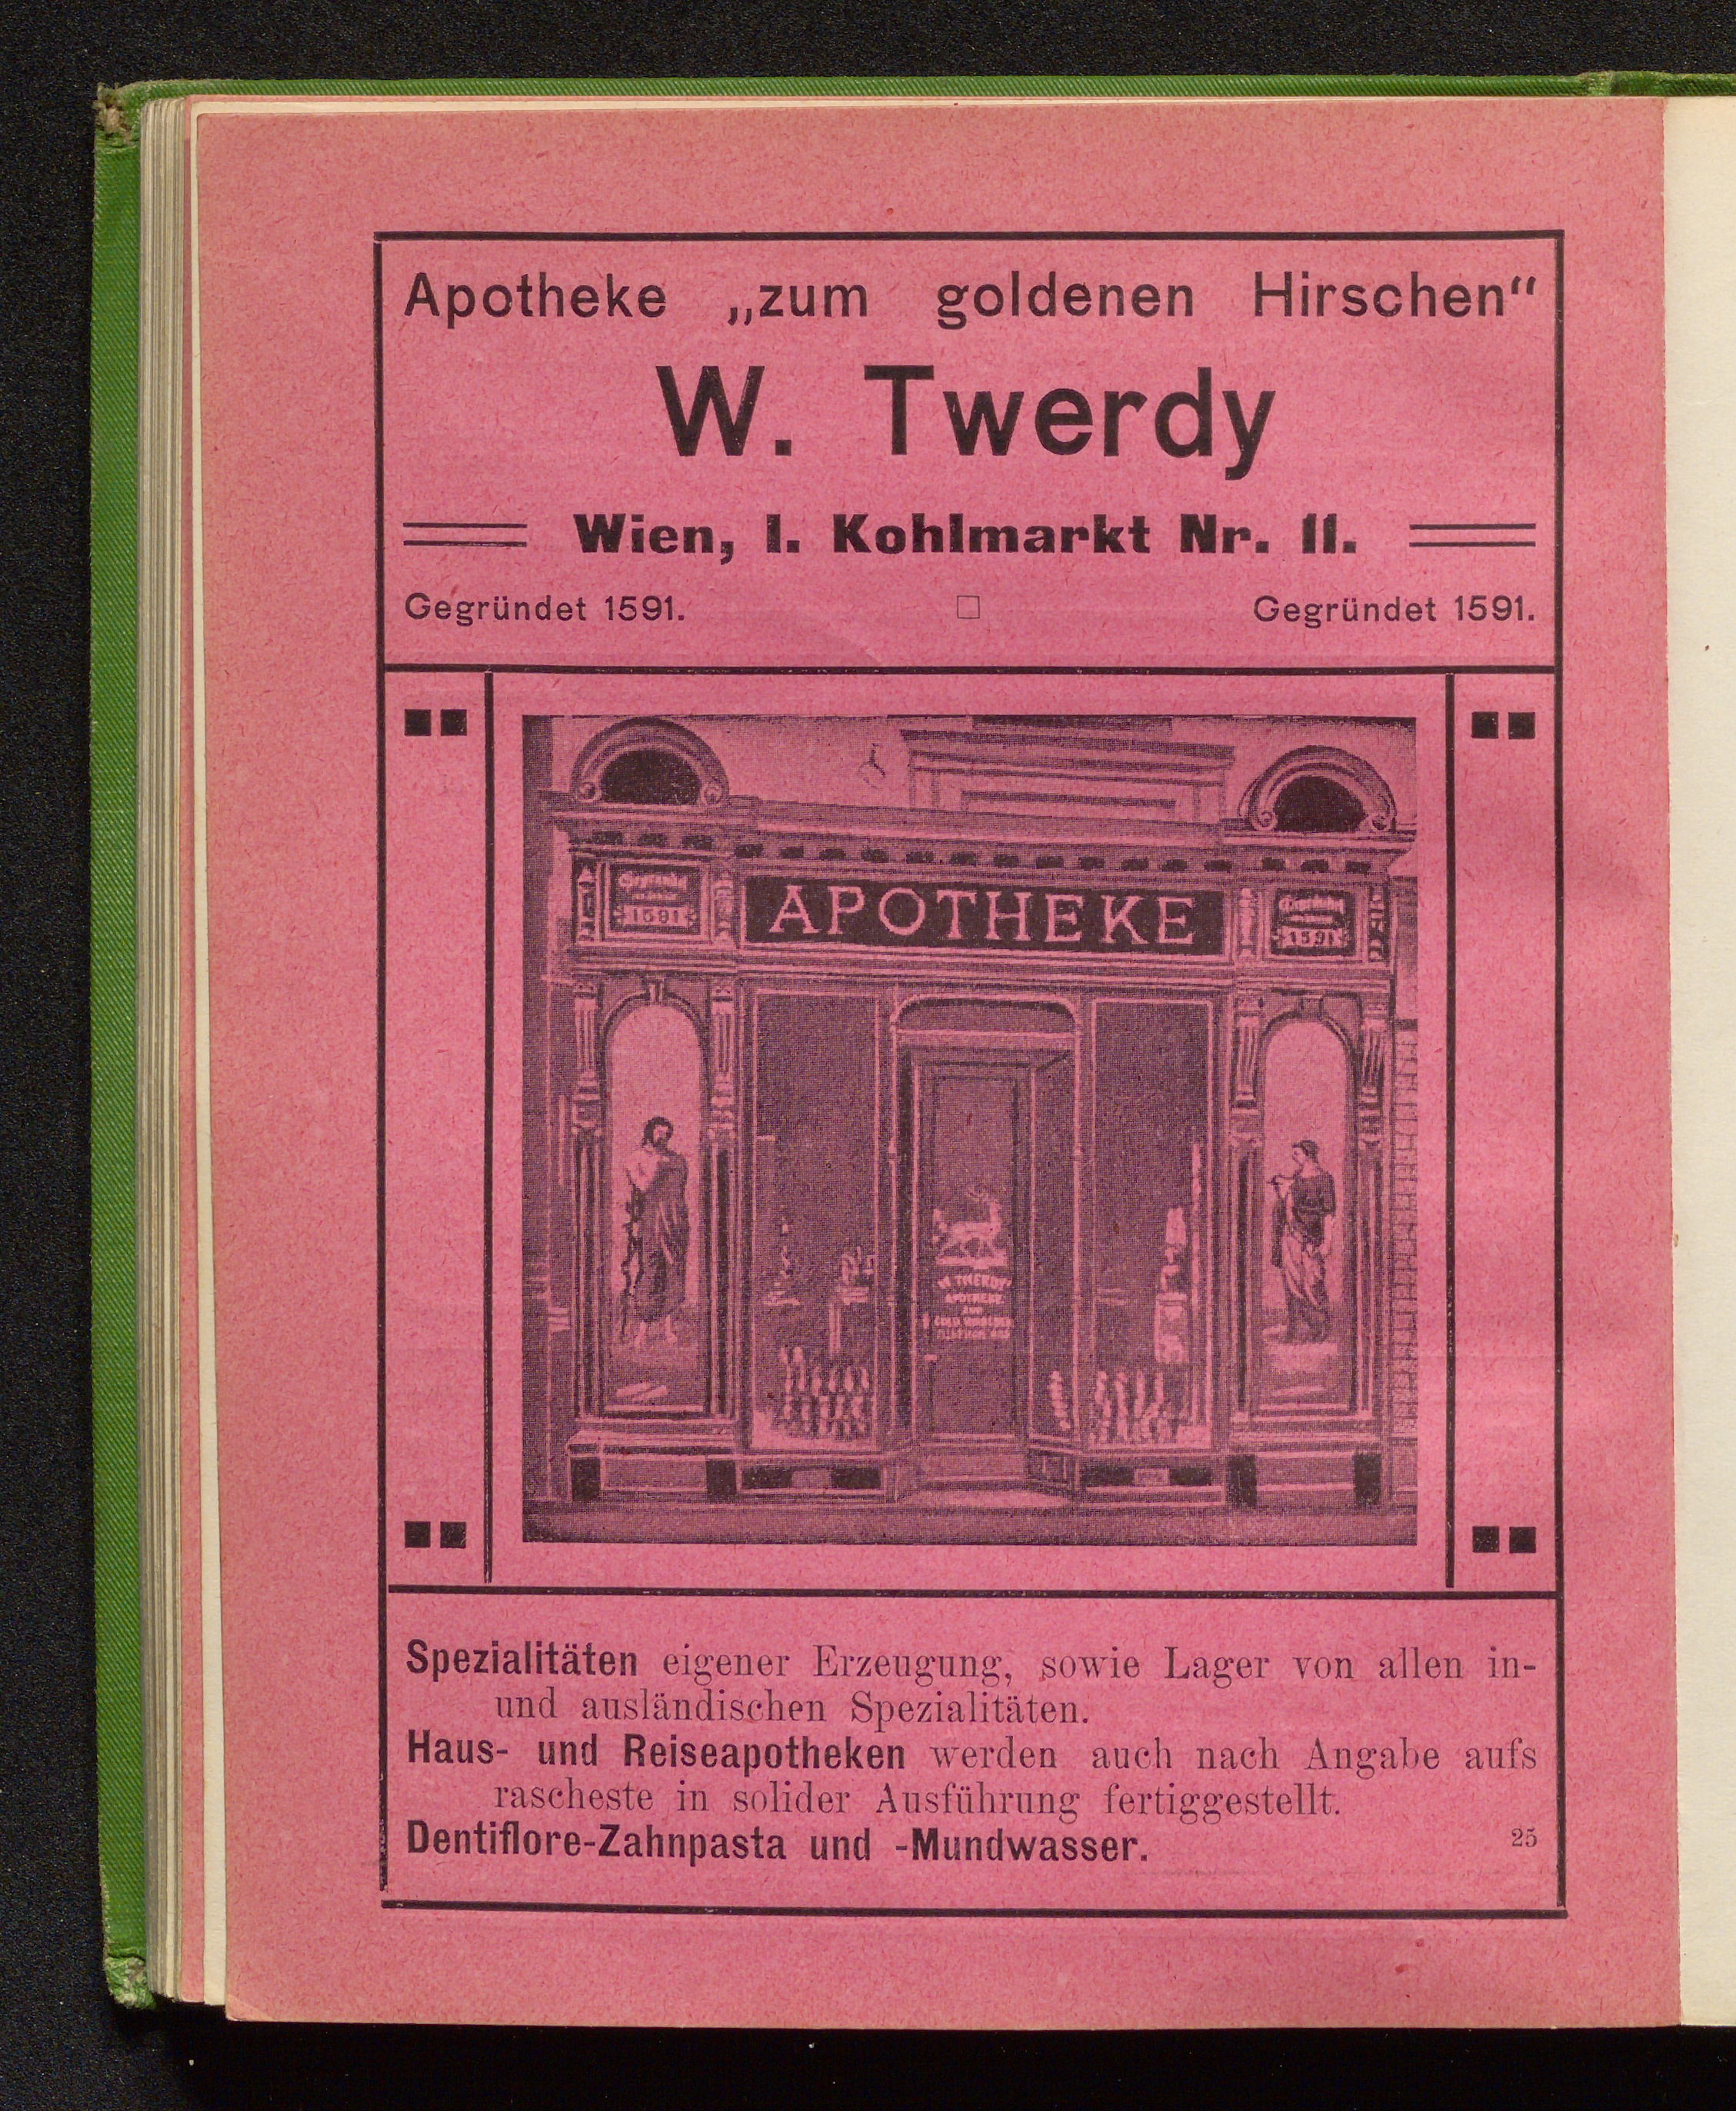 Apotheke „zum goldenen Hirschen“
W. Twerdy
Wien, I. Kohlmarkt Nr. 11.
Gegründet 1591. Gegründet 1591.
1591
APOTHEKE
1591
W. TWERDY
APOTHEKE
Spezialitäten eigener Erzeugung, sowie Lager von allen in-
und ausländischen Spezialitäten.
Haus- und Reiseapotheken werden auch nach Angabe aufs
rascheste in solider Ausführung fertiggestellt.
Dentiflore-Zahnpasta und -Mundwasser. 25